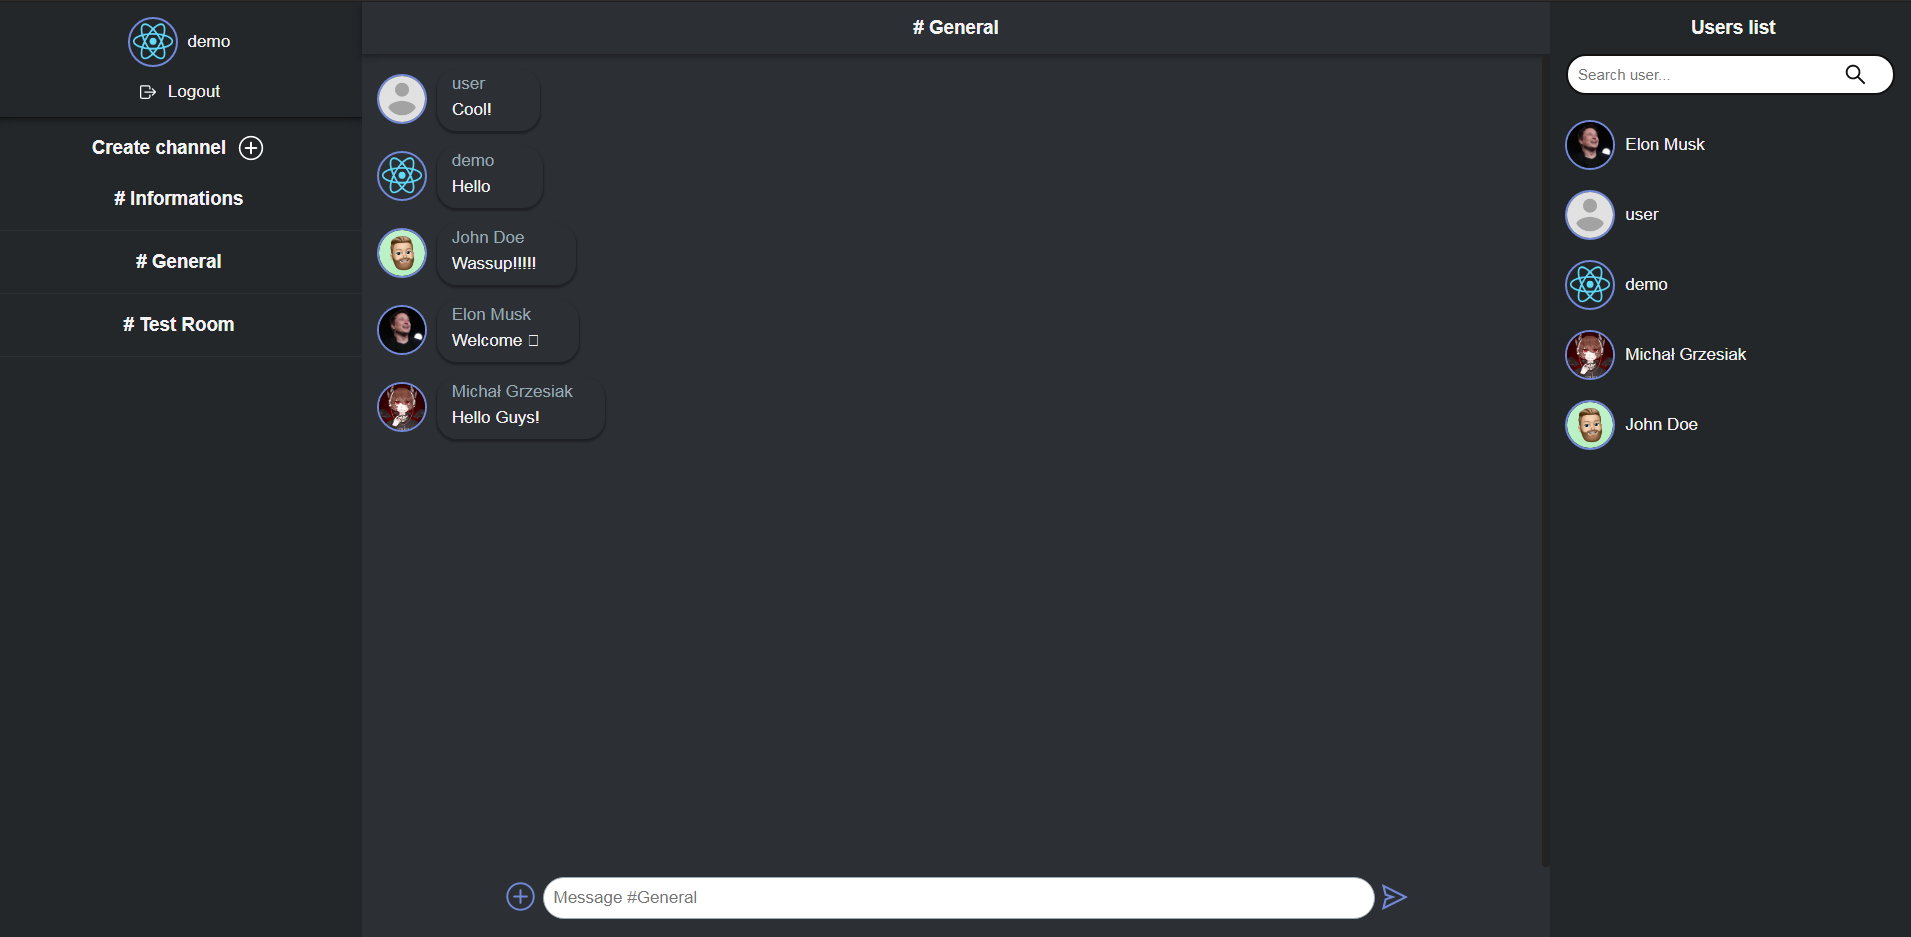 demo
Logout
Create channel
# Informations
# General
# Test Room
# General
user
Cool!
demo
Hello
John Doe
Wassup!!!!!
Elon Musk
Welcome
Michał Grzesiak
Hello Guys!
Message #General
Users list
Search user...
Elon Musk
user
demo
Michał Grzesiak
John Doe